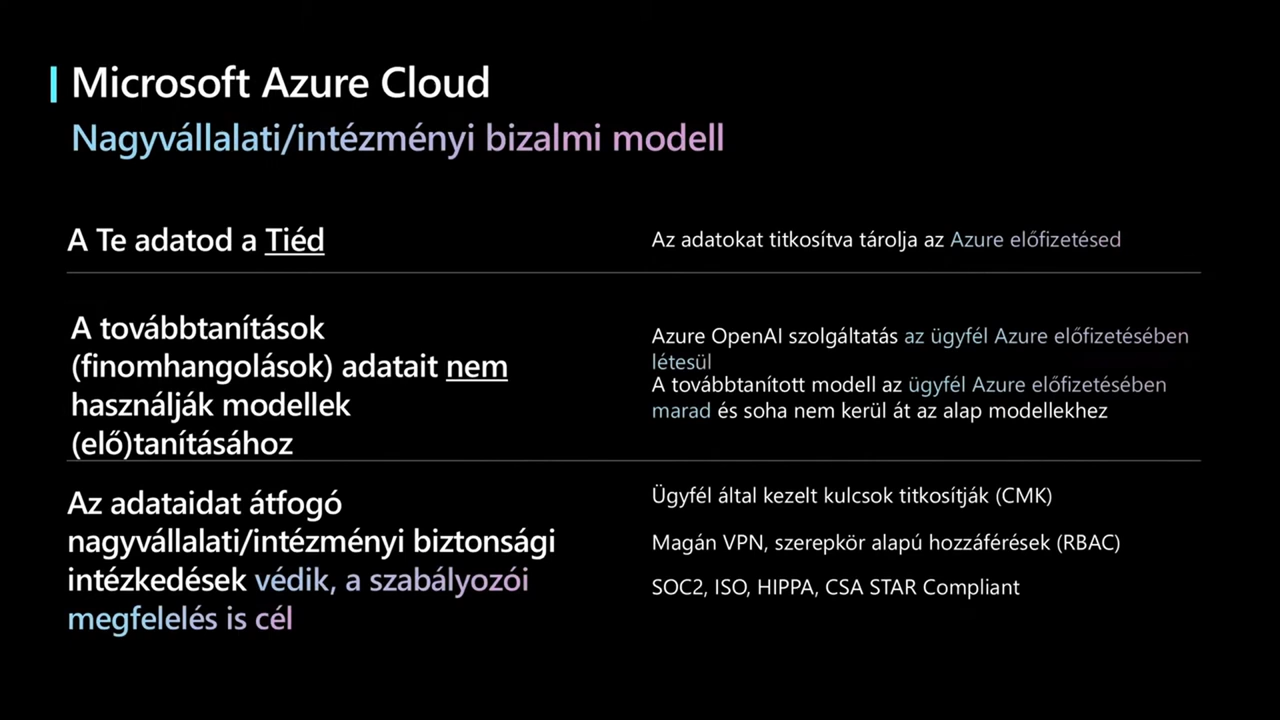 Microsoft Azure Cloud
Nagyvállalati/intézményi bizalmi modell
A Te adatod a Tiéd
Az adatokat titkosítva tárolja az Azure előfizetésed
A továbbtanítások
(finomhangolások) adatait nem
használják modellek
(elő)tanításához
Azure OpenAI szolgáltatás az ügyfél Azure előfizetésében
létesül
A továbbtanított modell az ügyfél Azure előfizetésében
marad és soha nem kerül át az alap modellekhez
Az adataidat átfogó
nagyvállalati/intézményi biztonsági
intézkedések védik, a szabályozói
megfelelés is cél
Ügyfél által kezelt kulcsok titkosítják (CMK)
Magán VPN, szerepkör alapú hozzáférések (RBAC)
SOC2, ISO, HIPPA, CSA STAR Compliant